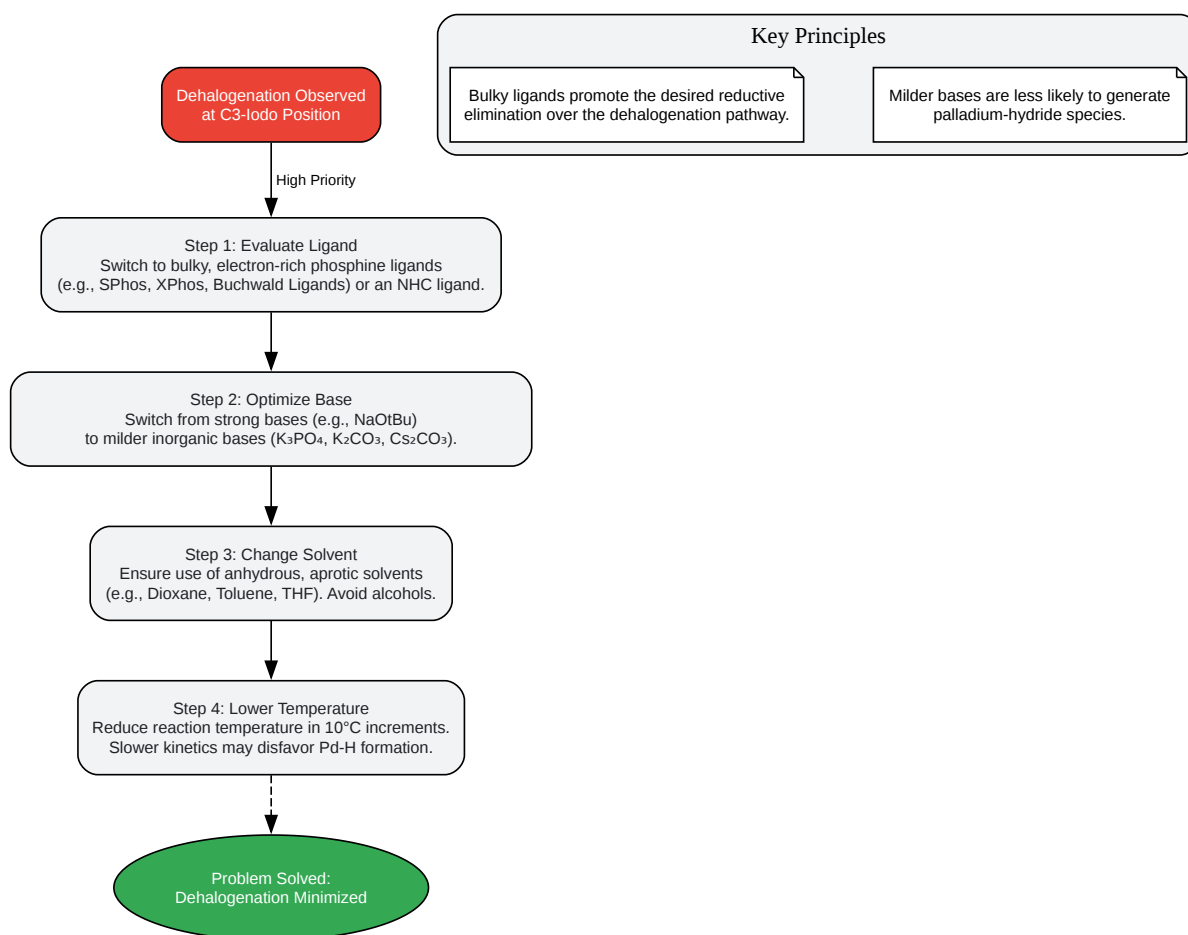 Key Principles
Dehalogenation Observed
at C3-Iodo Position
Bulky ligands promote the desired reductive
elimination over the dehalogenation pathway.
Milder bases are less likely to generate
palladium-hydride species.
High Priority
Step 1: Evaluate Ligand
Switch to bulky, electron-rich phosphine ligands
(e.g., SPhos, XPhos, Buchwald Ligands) or an NHC ligand.
Step 2: Optimize Base
Switch from strong bases (e.g., NaOtBu)
to milder inorganic bases (K₃PO₄, K₂CO₃, Cs₂CO₃).
Step 3: Change Solvent
Ensure use of anhydrous, aprotic solvents
(e.g., Dioxane, Toluene, THF). Avoid alcohols.
Step 4: Lower Temperature
Reduce reaction temperature in 10°C increments.
Slower kinetics may disfavor Pd-H formation.
Problem Solved:
Dehalogenation Minimized